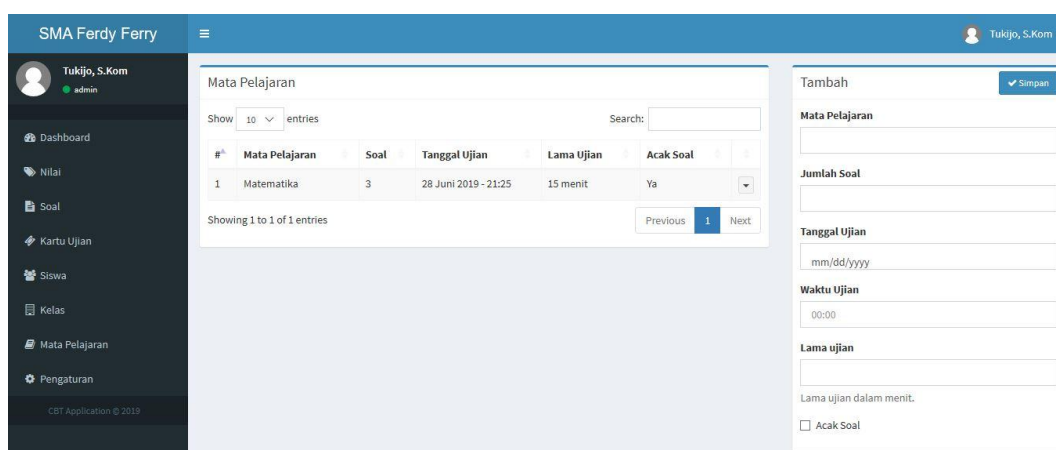 SMA Ferdy Ferry
Tukijo, S.Kom
Tukijo, S.Kom
admin
Dashboard
Nilai
Soal
Kartu Ujian
Siswa
Kelas
Mata Pelajaran
Pengaturan
CBT Application © 2019
Mata Pelajaran
Show 10 entries Search:
# Mata Pelajaran Soal Tanggal Ujian Lama Ujian Acak Soal
1 Matematika 3 28 Juni 2019 - 21:25 15 menit Ya
Showing 1 to 1 of 1 entries Previous 1 Next
Tambah Simpan
Mata Pelajaran
Jumlah Soal
Tanggal Ujian
mm/dd/yyyy
Waktu Ujian
00:00
Lama ujian
Lama ujian dalam menit.
Acak Soal